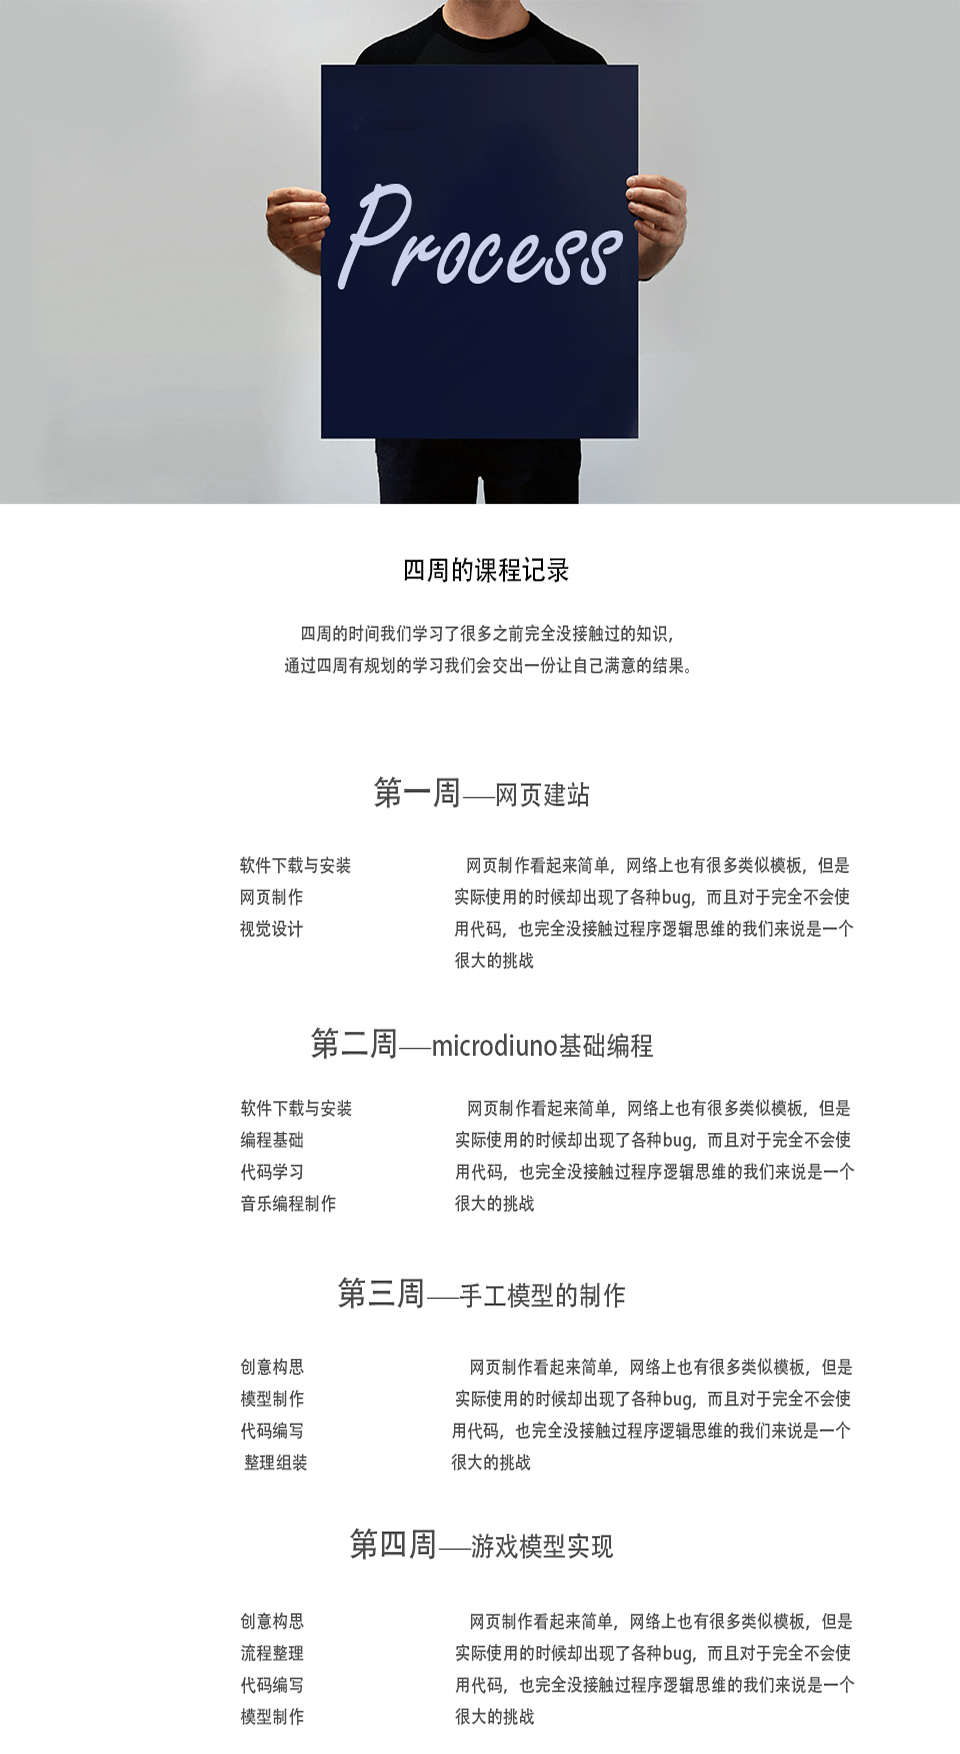 Process
四周的课程记录
四周的时间我们学习了很多之前完全没接触过的知识，
通过四周有规划的学习我们会交出一份让自己满意的结果。
第一周——网页建站
软件下载与安装
网页制作
视觉设计
网页制作看起来简单，网络上也有很多类似模板，但是
实际使用的时候却出现了各种bug，而且对于完全不会使
用代码，也完全没接触过程序逻辑思维的我们来说是一个
很大的挑战
第二周——microdiuno基础编程
软件下载与安装
编程基础
代码学习
音乐编程制作
网页制作看起来简单，网络上也有很多类似模板，但是
实际使用的时候却出现了各种bug，而且对于完全不会使
用代码，也完全没接触过程序逻辑思维的我们来说是一个
很大的挑战
第三周——手工模型的制作
创意构思
模型制作
代码编写
整理组装
网页制作看起来简单，网络上也有很多类似模板，但是
实际使用的时候却出现了各种bug，而且对于完全不会使
用代码，也完全没接触过程序逻辑思维的我们来说是一个
很大的挑战
第四周——游戏模型实现
创意构思
流程整理
代码编写
模型制作
网页制作看起来简单，网络上也有很多类似模板，但是
实际使用的时候却出现了各种bug，而且对于完全不会使
用代码，也完全没接触过程序逻辑思维的我们来说是一个
很大的挑战